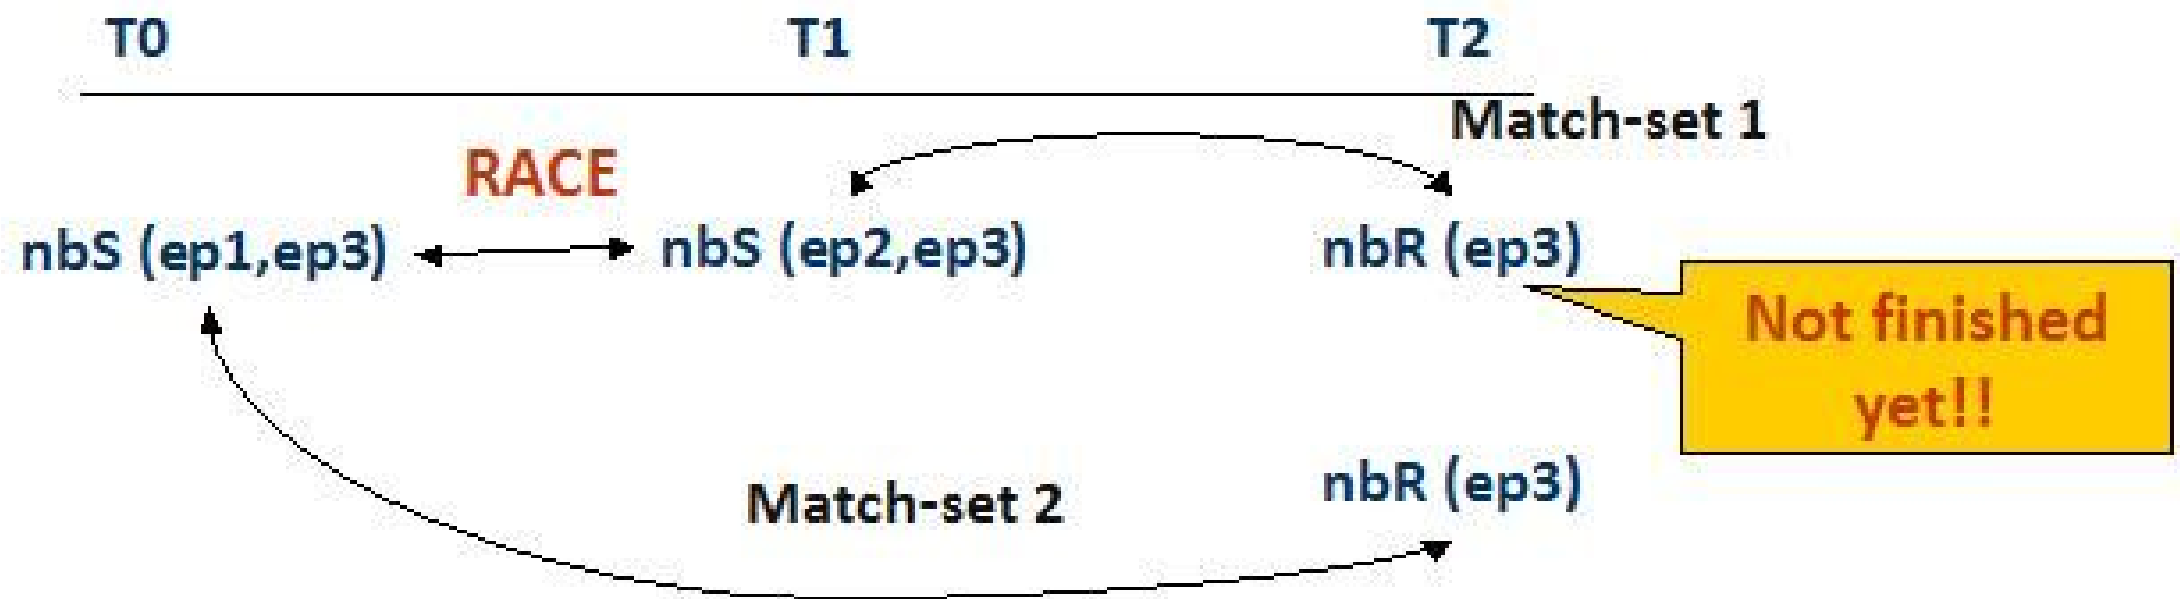 T0 T1 T2
Match-set 1
RACE
nbS (ep1,ep3) nbS (ep2,ep3) nbR (ep3)
Not finished
yet!!
nbR (ep3)
Match-set 2